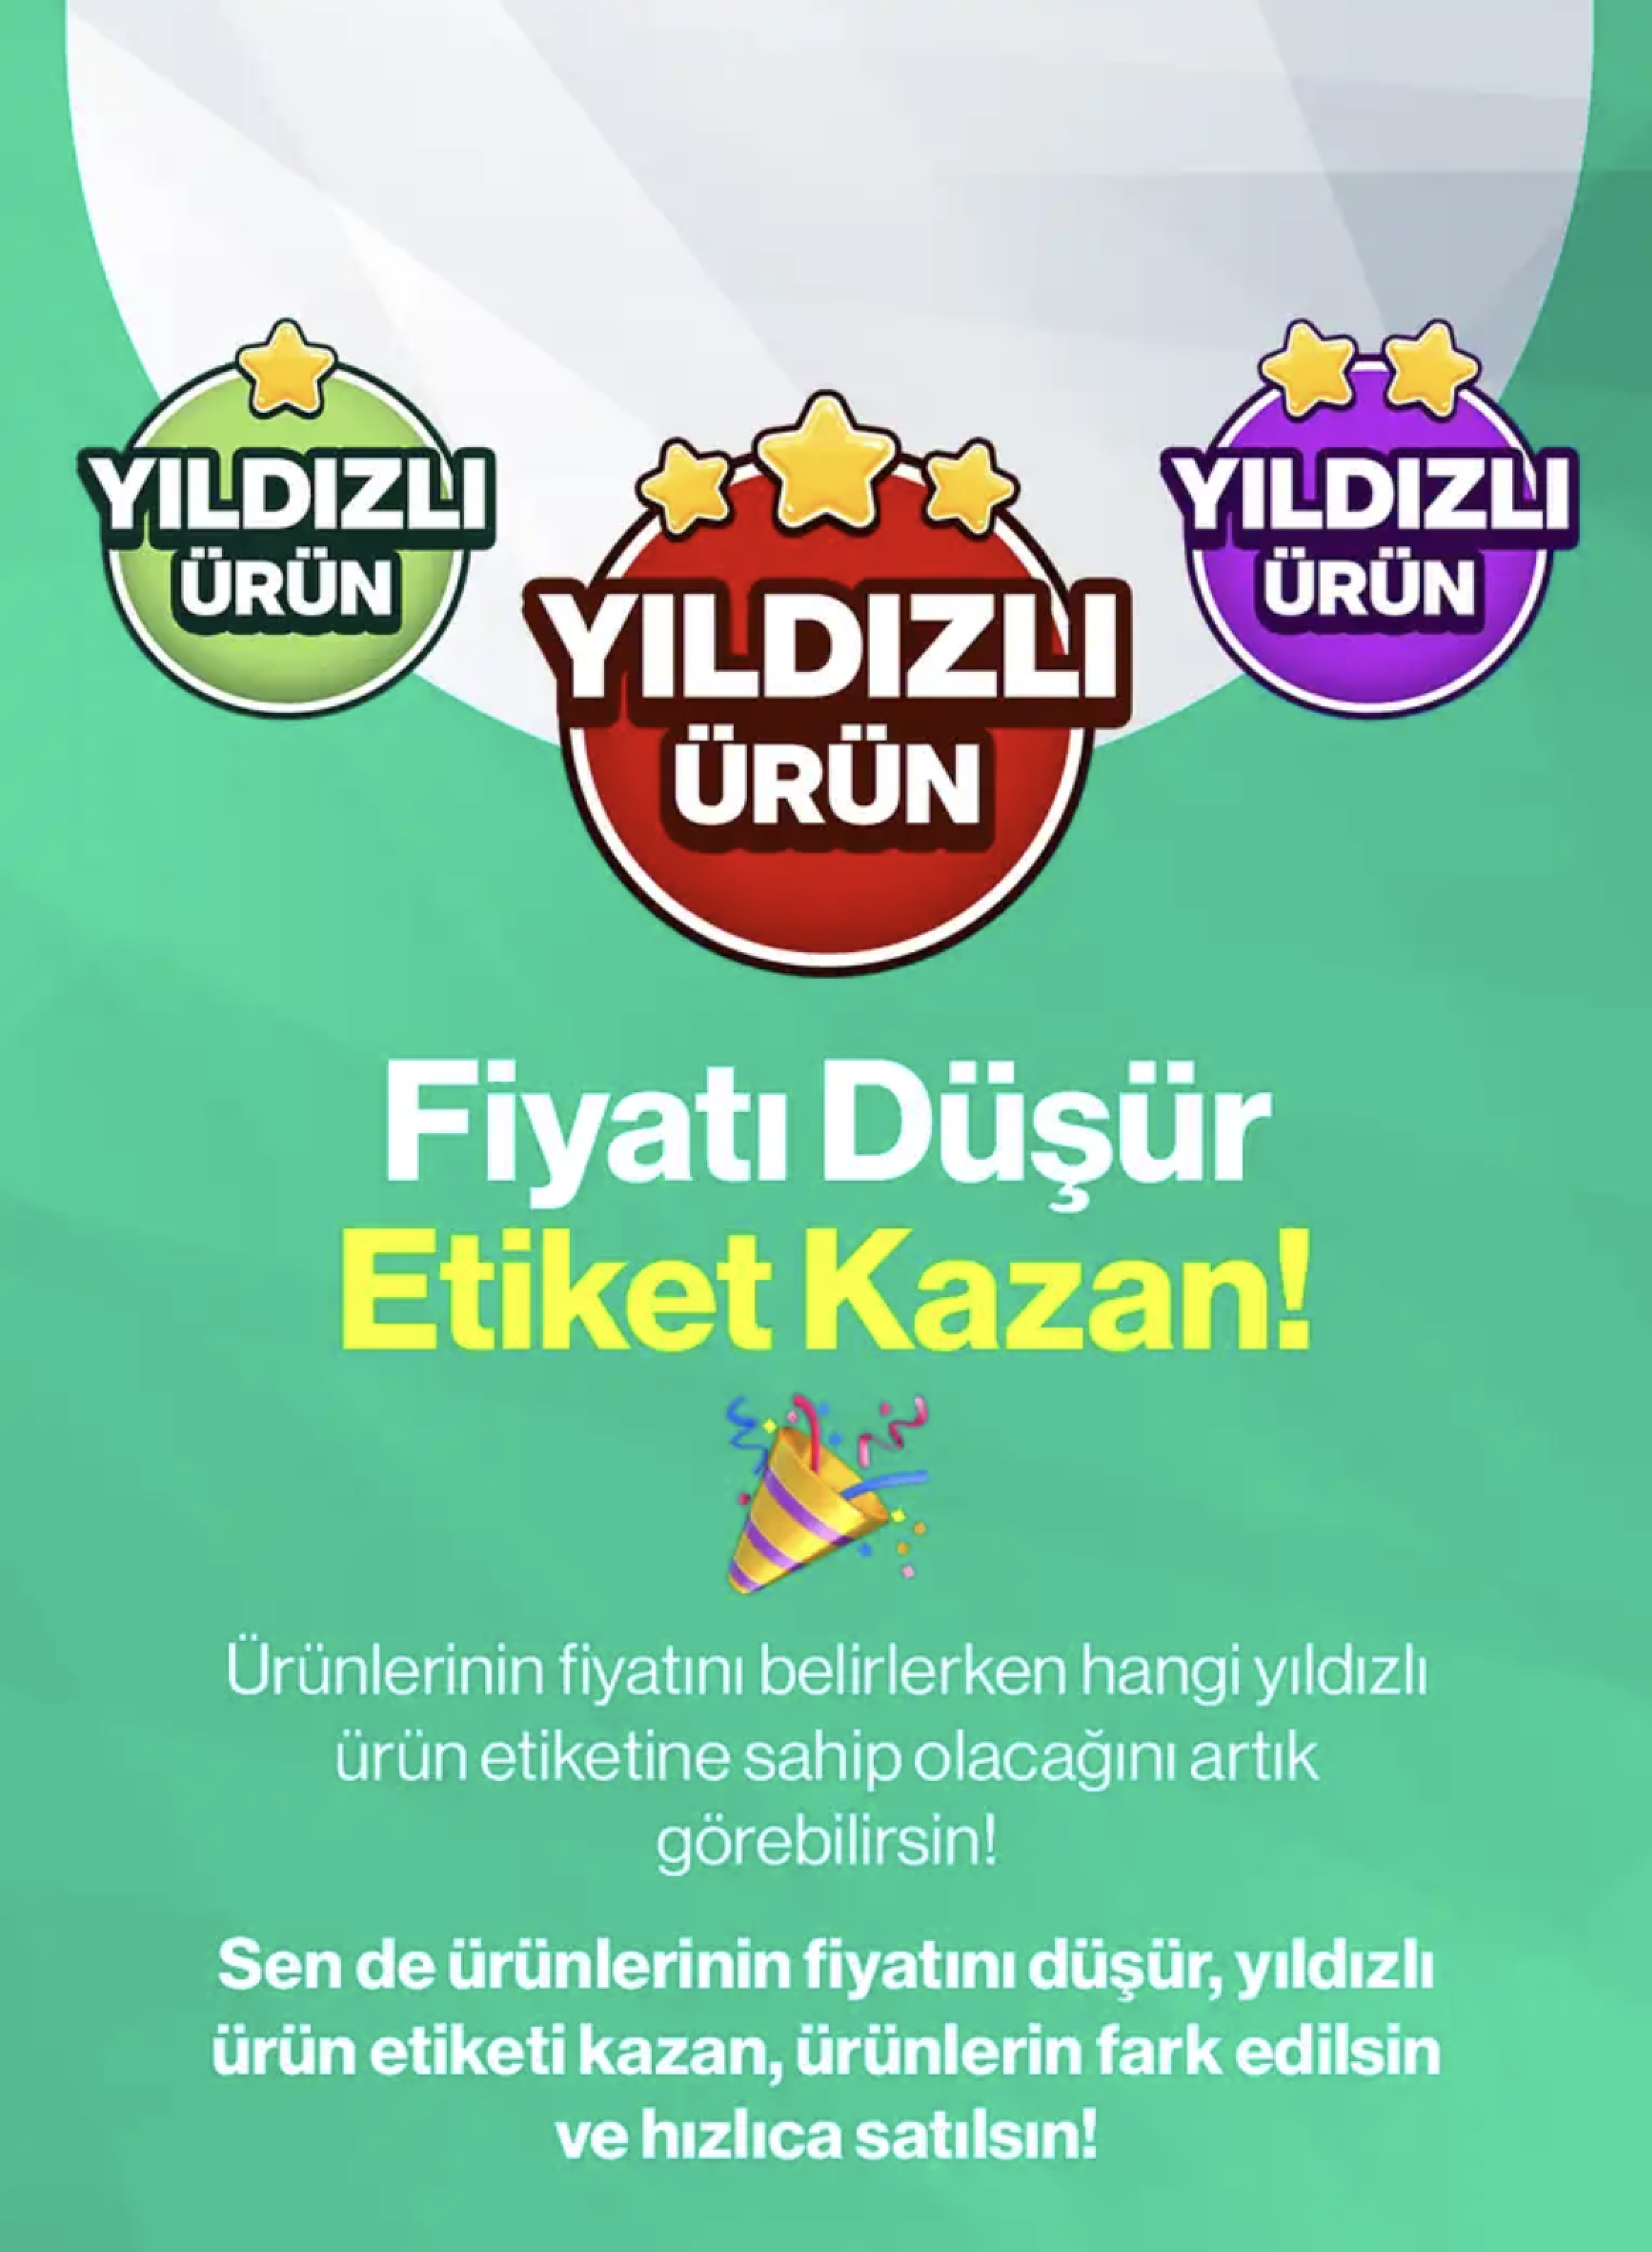 YILDIZLI
ÜRÜN
YILDIZLI
ÜRÜN
YILDIZLI
ÜRÜN
Fiyatı Düşür
Etiket Kazan!
Ürünlerinin fiyatını belirlerken hangi yıldızlı
ürün etiketine sahip olacağını artık
görebilirsin!
Sen de ürünlerinin fiyatını düşür, yıldızlı
ürün etiketi kazan, ürünlerin fark edilsin
ve hızlıca satılsın!